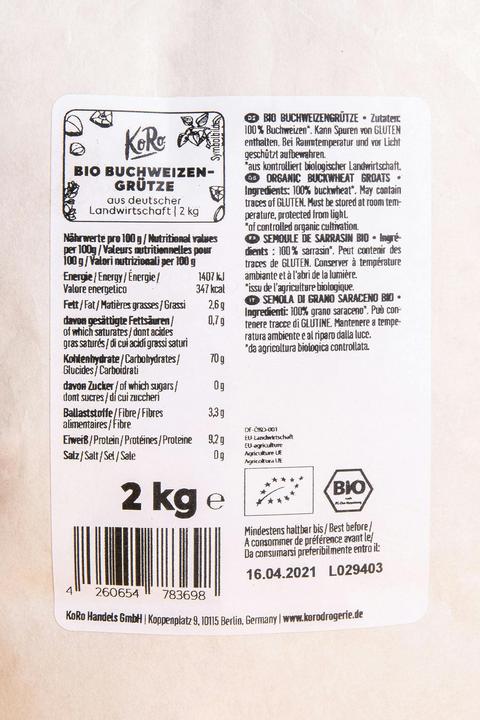 KoRo
Symbolbild
BIO BUCHWEIZEN-
GRÜTZE
aus deutscher
Landwirtschaft | 2 kg
Nährwerte pro 100 g / Nutritional values
per 100g / Valeurs nutritionnelles pour
100 g / Valori nutrizionali per 100 g
Energie / Energy / Énergie / 1407 kJ
Valore energetico 347 kcal
Fett / Fat / Matières grasses / Grassi 2,6 g
davon gesättigte Fettsäuren / 0,7 g
of which saturates / dont acides
gras saturés / di cui acidi grassi saturi
Kohlenhydrate / Carbohydrates / 70 g
Glucides / Carboidrati
davon Zucker / of which sugars / 0 g
dont sucres / di cui zuccheri
Ballaststoffe / Fibre / Fibres 3,3 g
alimentaires / Fibre
Eiweiß / Protein / Protéines / Proteine 9,2 g
Salz / Salt / Sel / Sale 0 g
2 kg e
4 260654 783698
KoRo Handels GmbH | Koppenplatz 9, 10115 Berlin, Germany | www.korodrogerie.de
DE BIO BUCHWEIZENGRÜTZE • Zutaten:
100 % Buchweizen*. Kann Spuren von GLUTEN
enthalten. Bei Raumtemperatur und vor Licht
geschützt aufbewahren.
*aus kontrolliert biologischer Landwirtschaft.
ORGANIC BUCKWHEAT GROATS •
Ingredients: 100% buckwheat*. May contain
traces of GLUTEN. Must be stored at room tem-
perature, protected from light.
*of controlled organic cultivation.
SEMOULE DE SARRASIN BIO • Ingré-
dients : 100 % sarrasin*. Peut contenir des
traces de GLUTEN. Conserver à température
ambiante et à l'abri de la lumière.
*issu de l'agriculture biologique.
IT SEMOLA DI GRANO SARACENO BIO •
Ingredienti: 100% grano saraceno*. Può con-
tenere tracce di GLUTINE. Mantenere a tempe-
ratura ambiente e al riparo dalla luce.
*da agricoltura biologica controllata.
DE-ÖKO-001
EU-Landwirtschaft
EU-agriculture
Agriculture UE
Agricoltura UE
BIO
Mindestens haltbar bis / Best before /
A consommer de préférence avant le/
Da consumarsi preferibilmente entro il:
16.04.2021 L029403